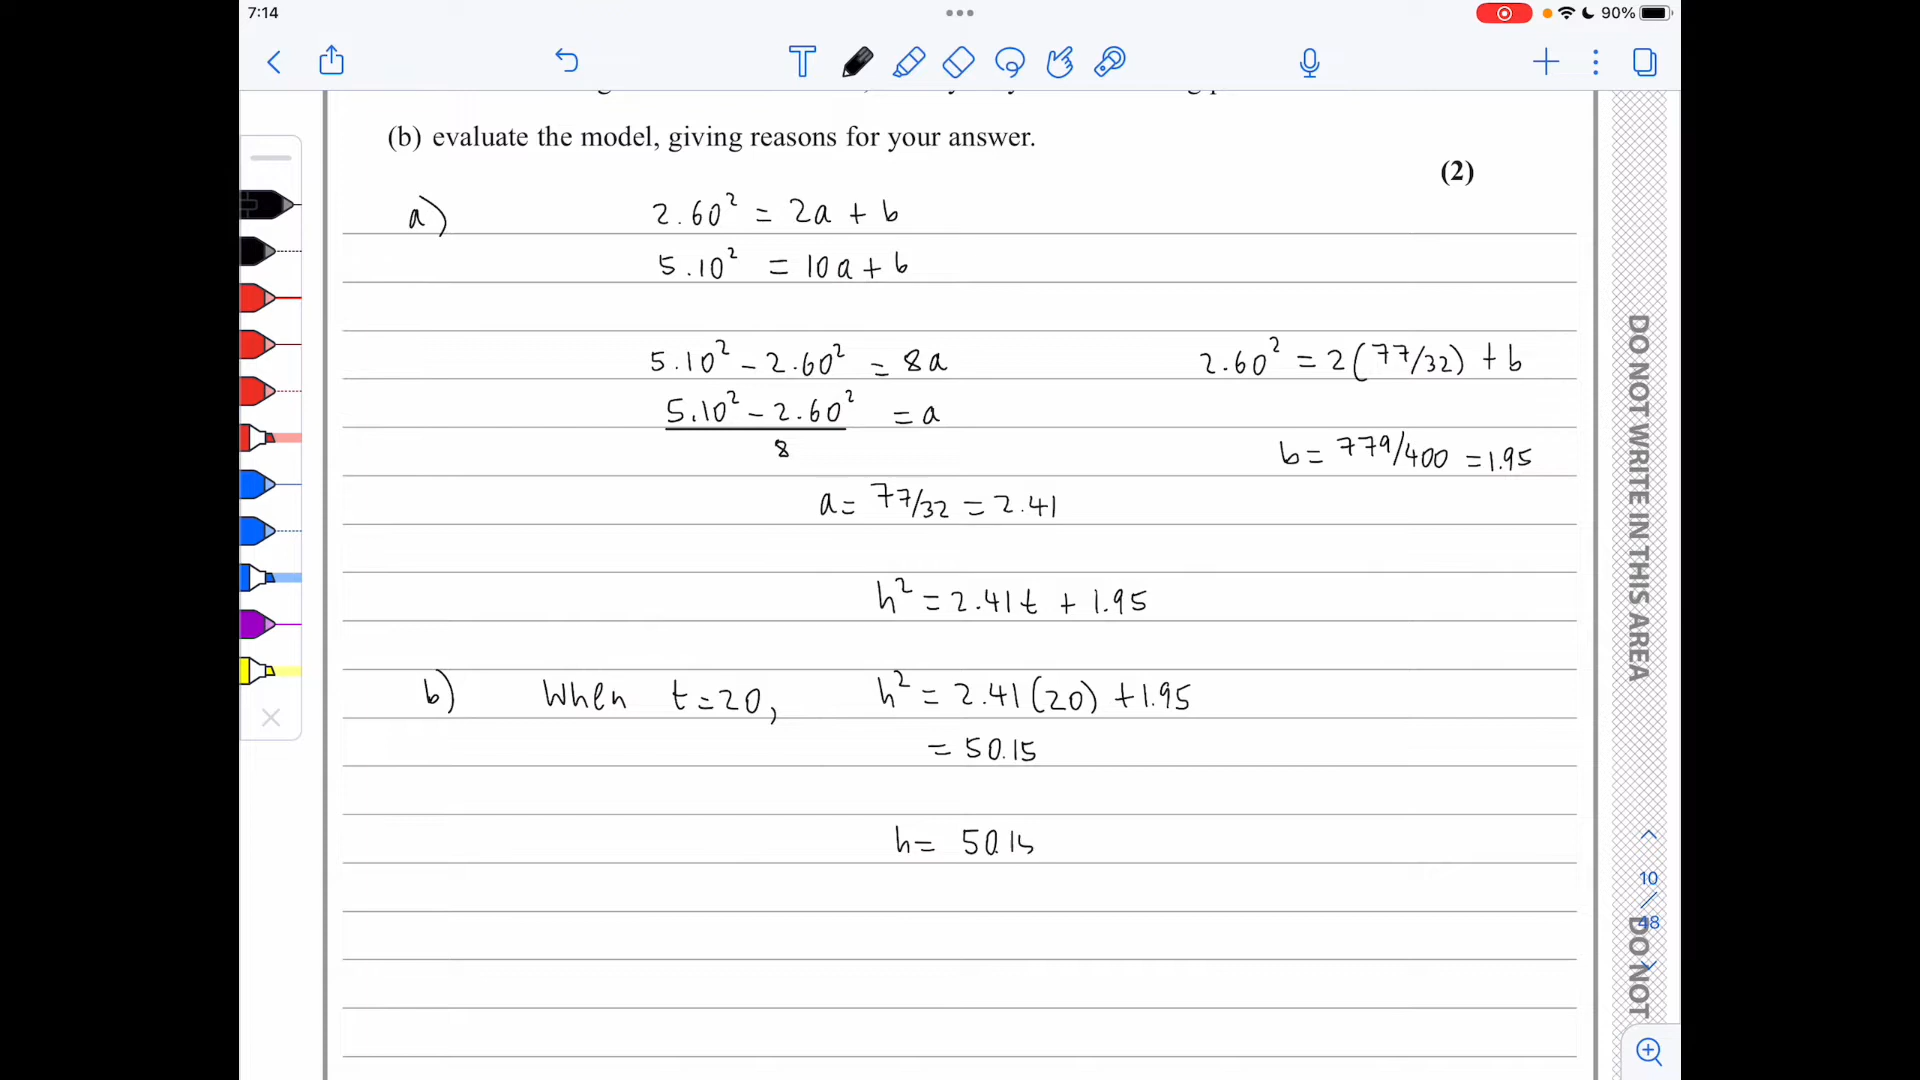 7:14
90%
(b) evaluate the model, giving reasons for your answer.
(2)
a)
2.60² = 2a + b
5.10² = 10a + b
5.10² - 2.60² = 8a
5.10² - 2.60² = a
8
a = 77/32 = 2.41
2.60² = 2(77/32) + b
b = 779/400 = 1.95
h² = 2.41t + 1.95
b) When t=20, h² = 2.41(20) + 1.95
= 50.15
h = 50.15
DO NOT WRITE IN THIS AREA
10
/
48
DO NOT